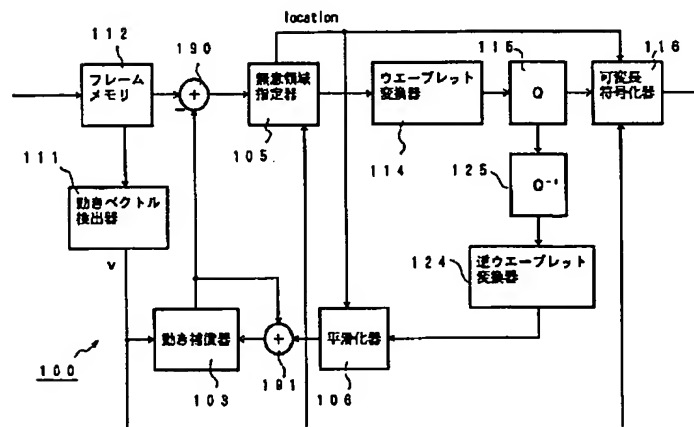 location
112
190
115
116
フレーム
メモリ
+
−
無意領域
指定器
ウエーブレット
変換器
Q
可変長
符号化器
105
114
111
125
動きベクトル
検出器
Q⁻¹
v
124
逆ウエーブレット
変換器
動き補償器
+
平滑化器
100
103
191
106